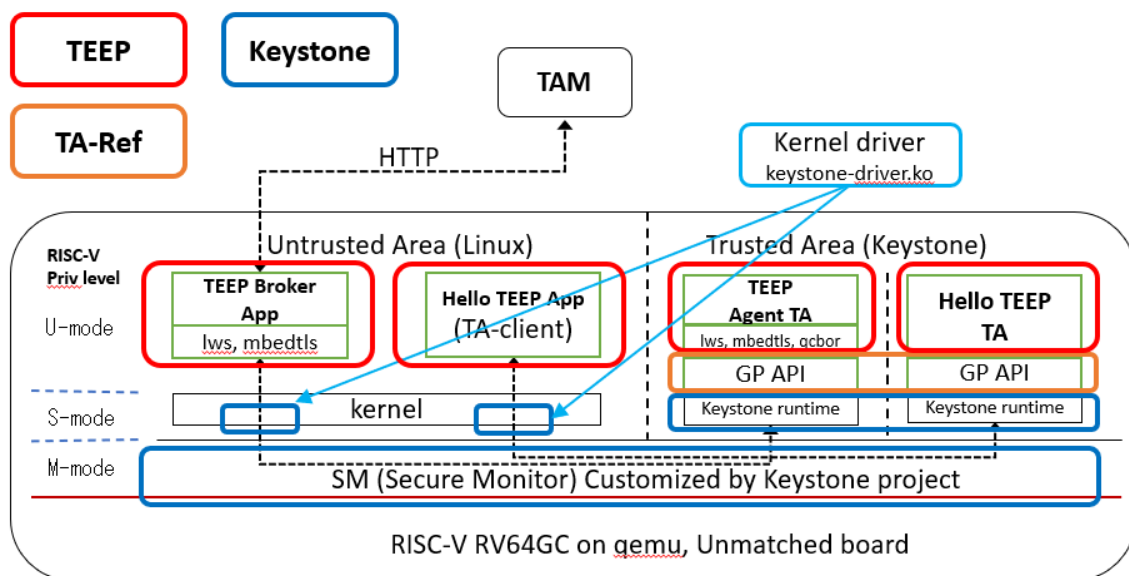 TEEP
Keystone
TA-Ref
TAM
HTTP
Kernel driver
keystone-driver.ko
RISC-V
Priv level
Untrusted Area (Linux)
Trusted Area (Keystone)
U-mode
TEEP Broker
App
lws, mbedtls
Hello TEEP App
(TA-client)
TEEP
Agent TA
lws, mbedtls, qcbor
Hello TEEP
TA
GP API
GP API
S-mode
kernel
Keystone runtime
Keystone runtime
M-mode
SM (Secure Monitor) Customized by Keystone project
RISC-V RV64GC on qemu, Unmatched board